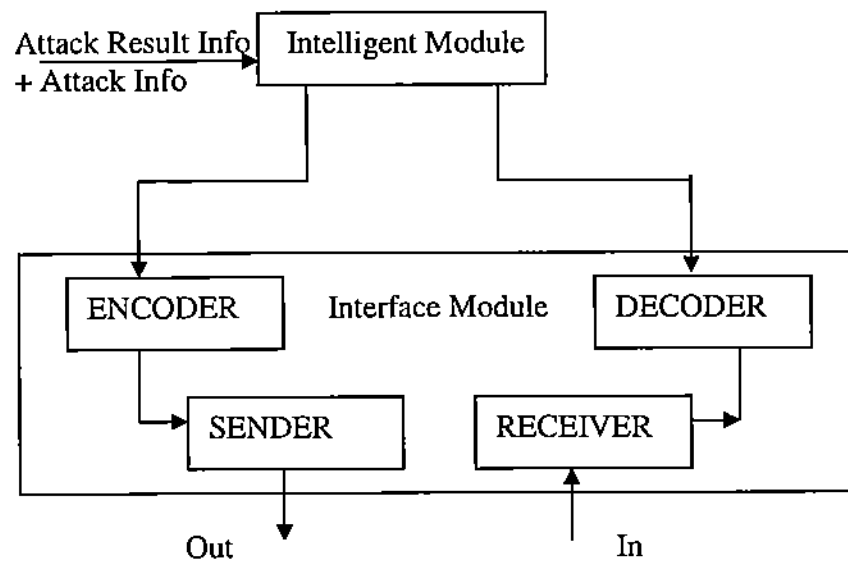 Attack Result Info
+ Attack Info
Intelligent Module
ENCODER
Interface Module
DECODER
SENDER
RECEIVER
Out
In